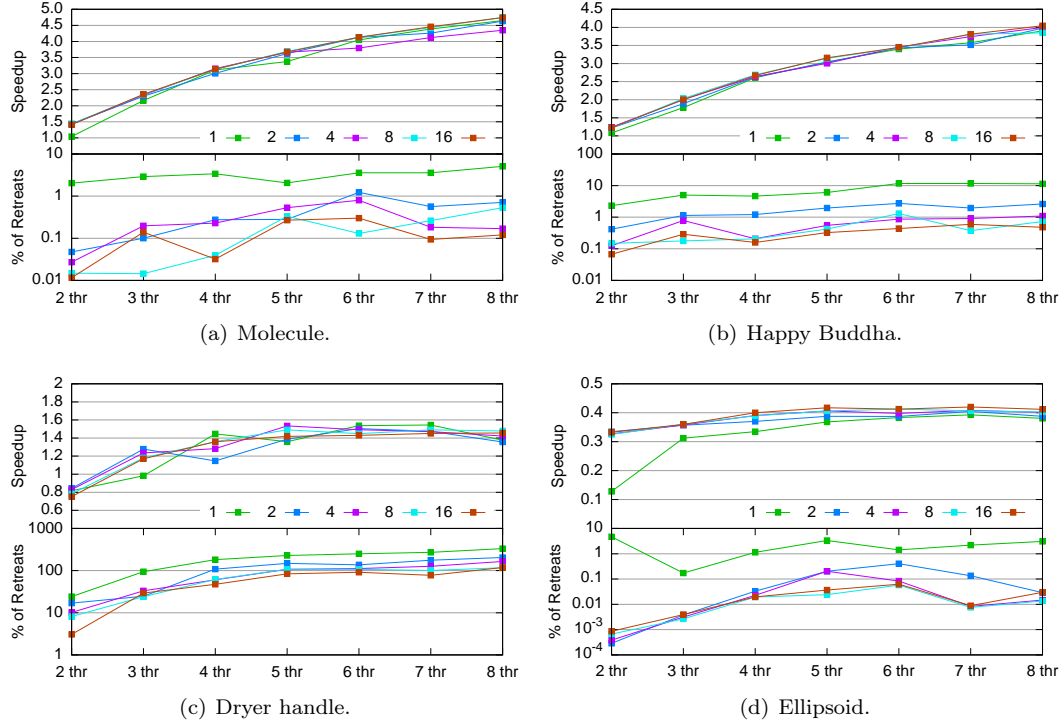 5.0
4.5
4.0
3.5
3.0
2.5
2.0
1.5
1.0
Speedup
1 2 4 8 16
10
1
0.1
0.01
% of Retreats
2 thr 3 thr 4 thr 5 thr 6 thr 7 thr 8 thr
(a) Molecule.
4.5
4.0
3.5
3.0
2.5
2.0
1.5
1.0
Speedup
1 2 4 8 16
100
10
1
0.1
0.01
% of Retreats
2 thr 3 thr 4 thr 5 thr 6 thr 7 thr 8 thr
(b) Happy Buddha.
2
1.8
1.6
1.4
1.2
1
0.8
0.6
Speedup
1 2 4 8 16
1000
100
10
1
% of Retreats
2 thr 3 thr 4 thr 5 thr 6 thr 7 thr 8 thr
(c) Dryer handle.
0.5
0.4
0.3
0.2
0.1
Speedup
1 2 4 8 16
10
1
0.1
0.01
10⁻³
10⁻⁴
% of Retreats
2 thr 3 thr 4 thr 5 thr 6 thr 7 thr 8 thr
(d) Ellipsoid.